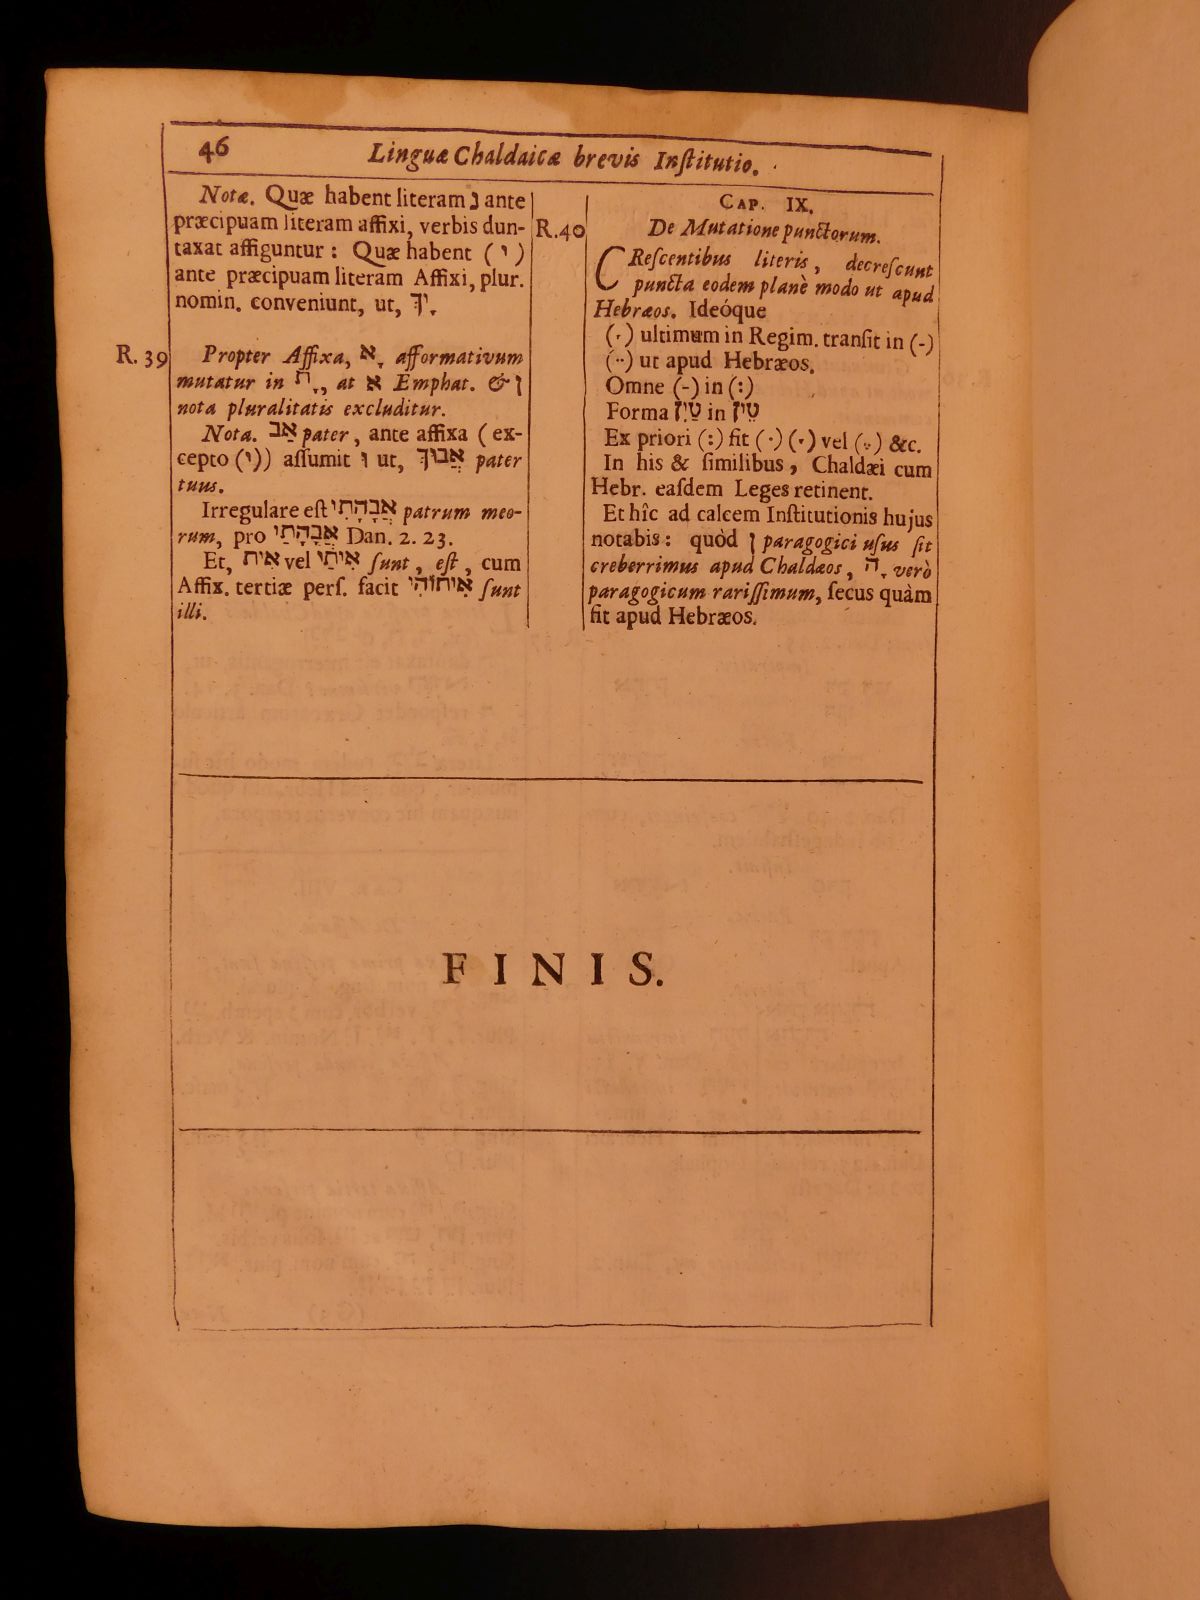 46
Linguæ Chaldaicæ brevis Inſtitutio.
Notæ. Quæ habent literam נ ante
præcipuam literam affixi, verbis dun-
taxat affiguntur: Quæ habent (י)
ante præcipuam literam Affixi, plur.
nomin. conveniunt, ut, יךְ.
R. 39
Propter Affixa, א ָ afformativum
mutatur in ת ָ, at א Emphat. & ן
nota pluralitatis excluditur.
Nota. אַב pater, ante affixa (ex-
cepto (י)) aſſumit ו ut, אֲבוּךְ pater
tuus.
Irregulare eſt אֲבָהָתִי patrum meo-
rum, pro אֲבָהָתַי Dan. 2. 23.
Et, אית vel אִיתַי ſunt, eſt, cum
Affix. tertiæ perſ. facit אִיתוֹהִי ſunt
illi.
R. 40
CAP. IX.
De Mutatione punctorum.
CReſcentibus literis, decreſcunt
puncta eodem planè modo ut apud
Hebræos. Ideóque
(ָ) ultimum in Regim. tranſit in (ַ)
(ֵ) ut apud Hebræos.
Omne (ַ) in (ְ)
Forma עַיִן in עֵין
Ex priori (ְ) fit (ִ) (ָ) vel (ֶ) &c.
In his & ſimilibus, Chaldæi cum
Hebr. eaſdem Leges retinent.
Et hîc ad calcem Inſtitutionis hujus
notabis: quòd ן paragogici uſus ſit
creberrimus apud Chaldæos, ה ָ verò
paragogicum rariſſimum, ſecus quàm
fit apud Hebræos.
FINIS.